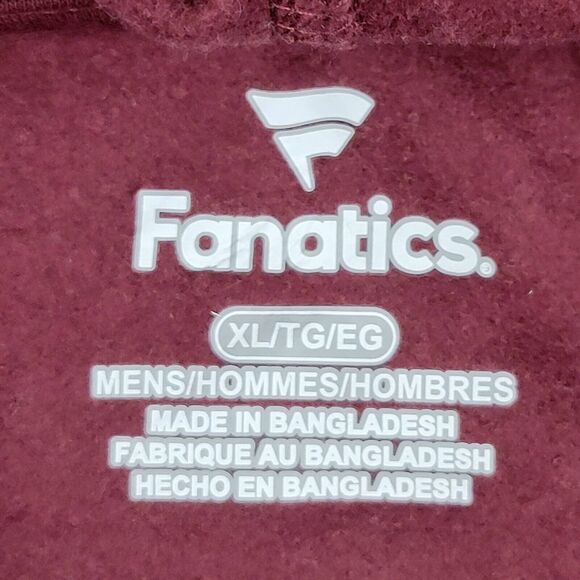 Fanatics.
XL/TG/EG
MENS/HOMMES/HOMBRES
MADE IN BANGLADESH
FABRIQUE AU BANGLADESH
HECHO EN BANGLADESH